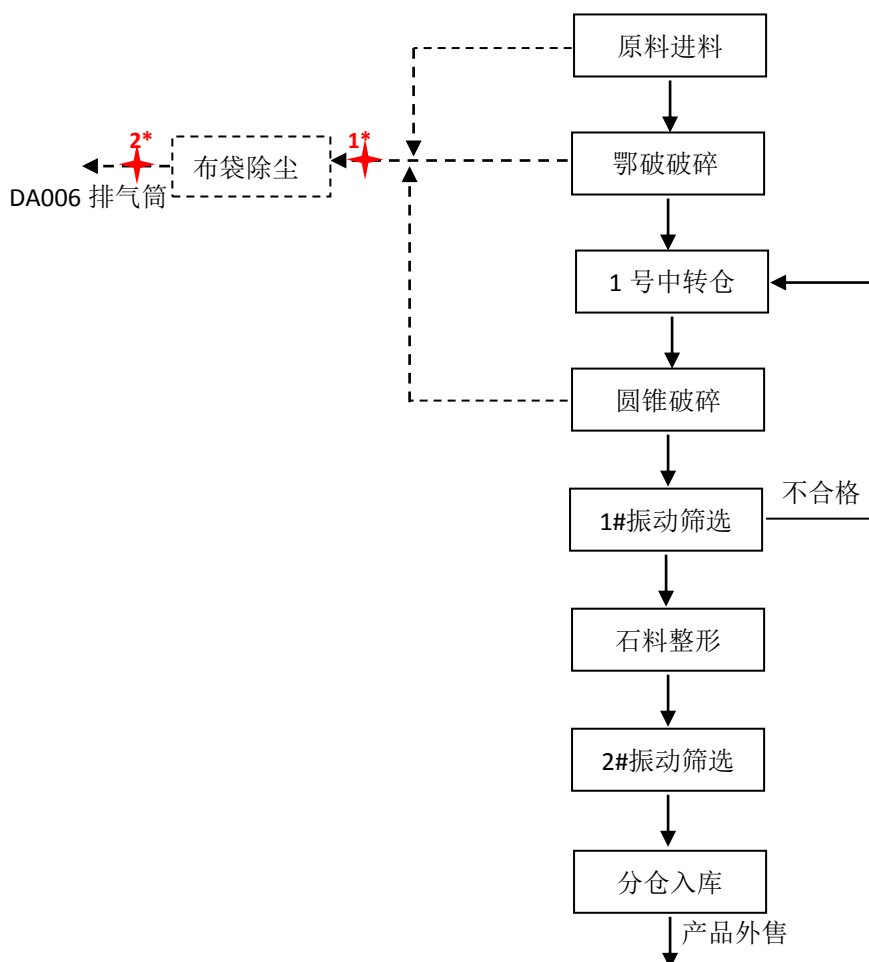 原料进料
2*
1*
布袋除尘
鄂破破碎
DA006 排气筒
1 号中转仓
圆锥破碎
不合格
1#振动筛选
石料整形
2#振动筛选
分仓入库
产品外售